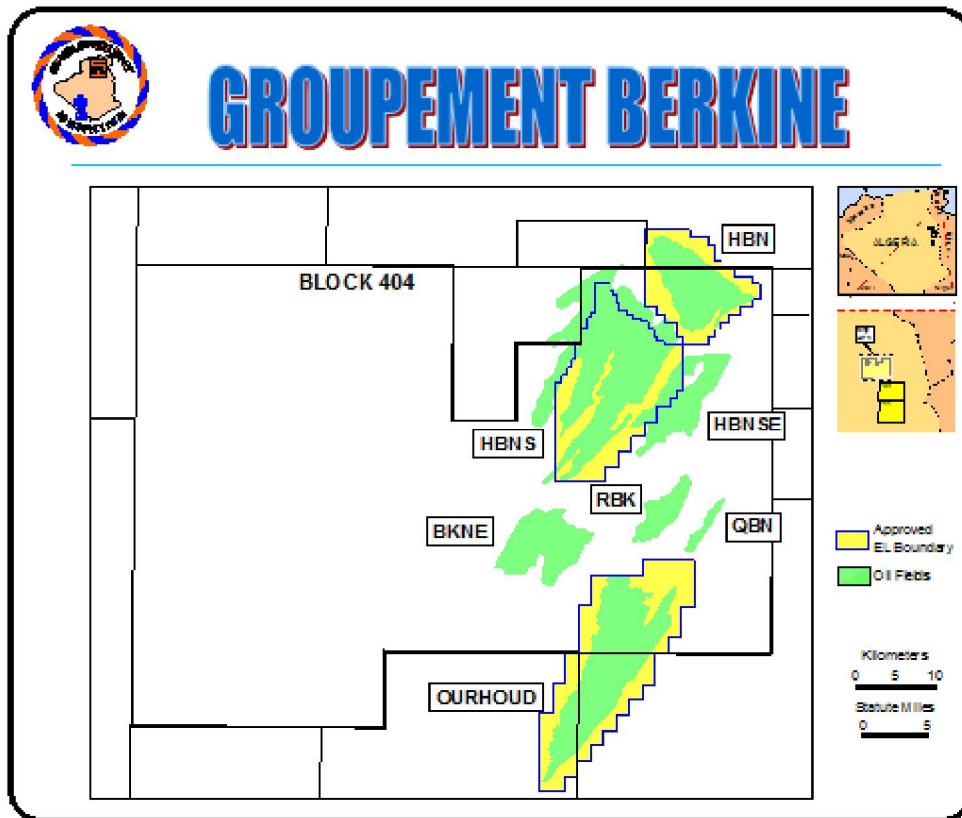 GROUPEMENT BERKINE
HBN
ALGERIA
BLOCK 404
HBNS
HBNSE
RBK
QBN
BKNE
Approved
EL Boundary
Oil Fields
OURHOUD
Kilometers
0 5 10
Statute Miles
0 5